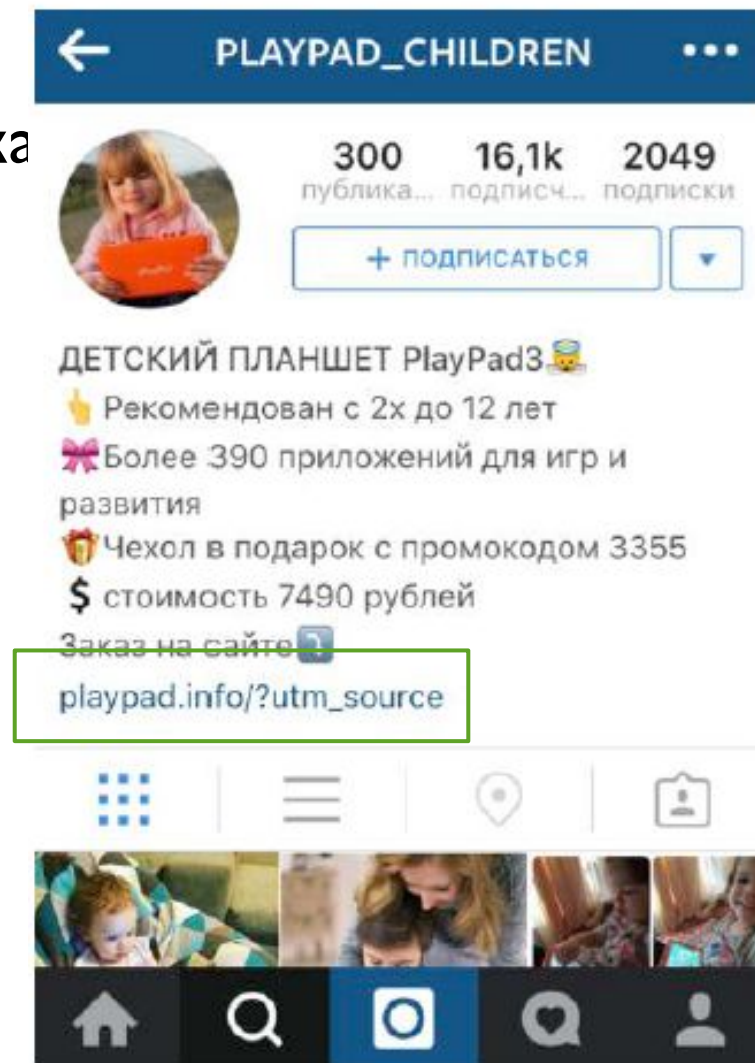 PLAYPAD_CHILDREN
ка
300 16,1k 2049
публика... подписч... подписки
+ ПОДПИСАТЬСЯ
ДЕТСКИЙ ПЛАНШЕТ PlayPad3
Рекомендован с 2х до 12 лет
Более 390 приложений для игр и
развития
Чехол в подарок с промокодом 3355
$ стоимость 7490 рублей
Заказ на сайте
playpad.info/?utm_source